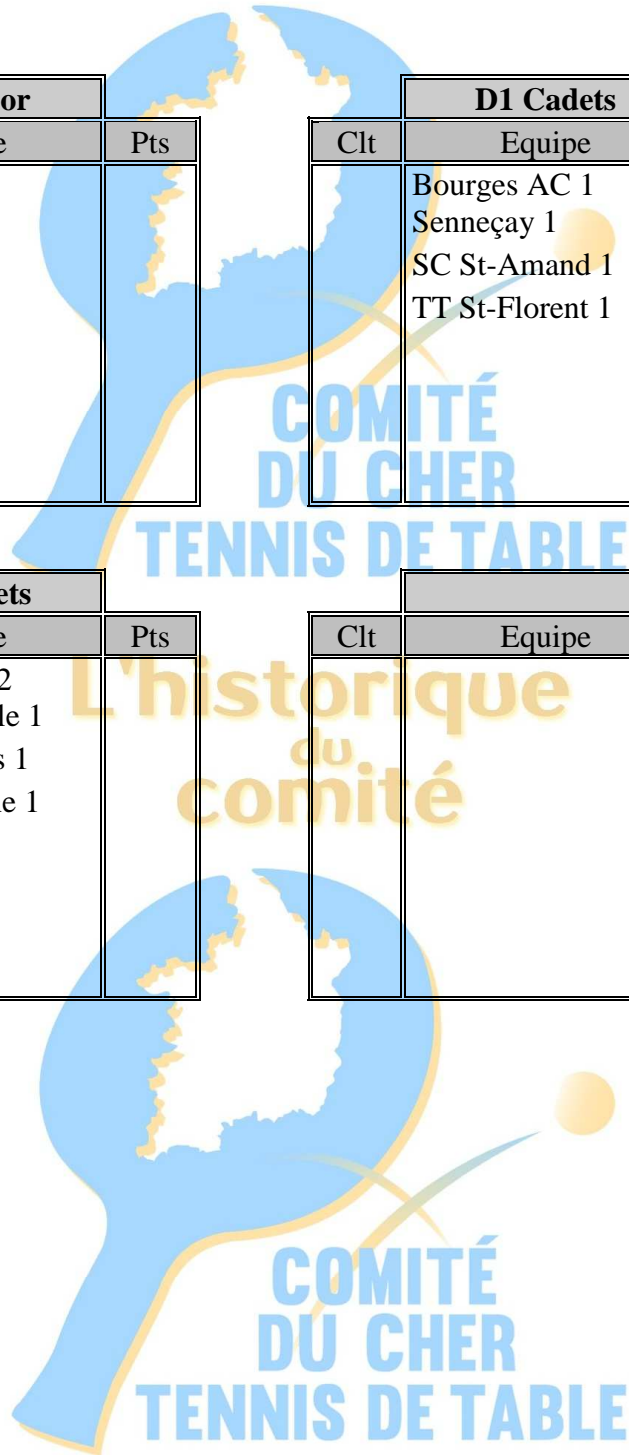 or D1 Cadets
e Pts Clt Equipe
Bourges AC 1
Senneçay 1
SC St-Amand 1
TT St-Florent 1
COMITÉ
DU CHER
TENNIS DE TABLE
ets
e Pts Clt Equipe
2
le 1
s 1
e 1
L'historique
du
comité
COMITÉ
DU CHER
TENNIS DE TABLE